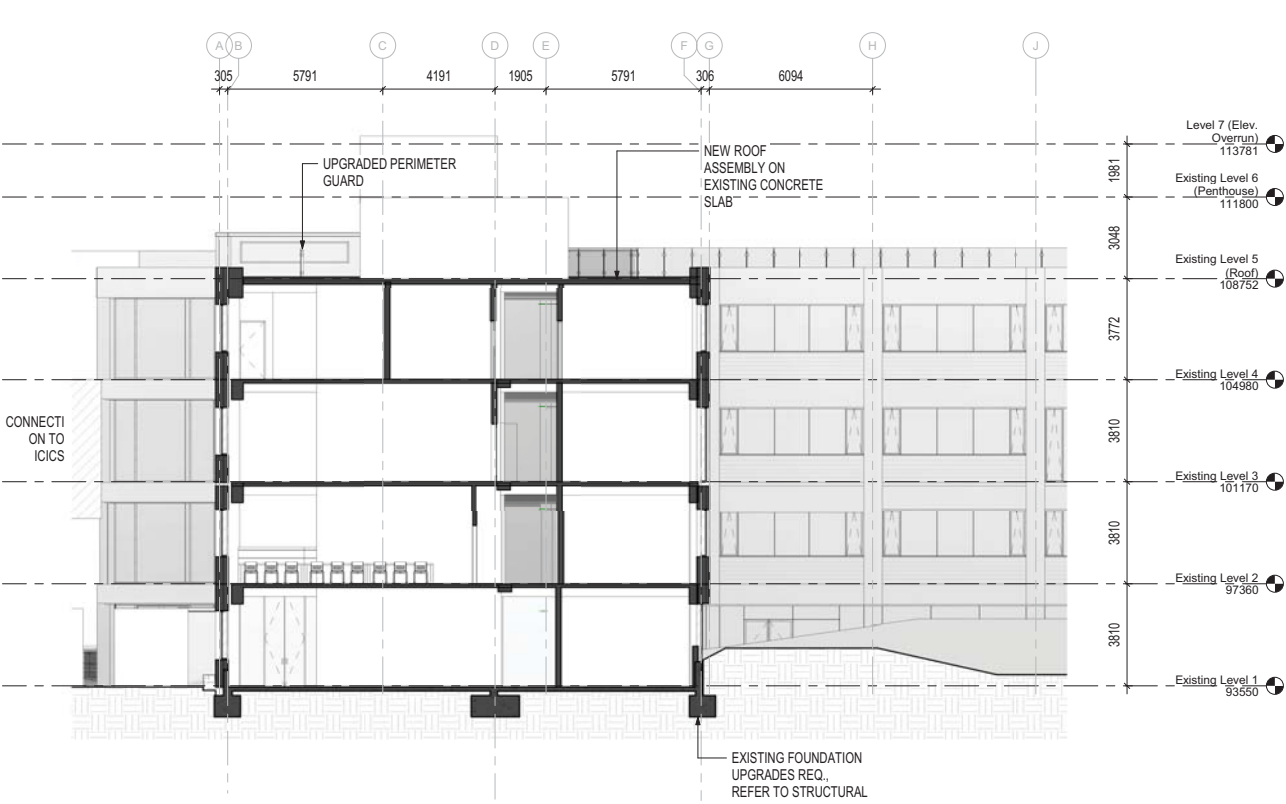 A B C D E F G H J
305 5791 4191 1905 5791 306 6094
UPGRADED PERIMETER
GUARD
NEW ROOF
ASSEMBLY ON
EXISTING CONCRETE
SLAB
CONNECTI
ON TO
ICICS
EXISTING FOUNDATION
UPGRADES REQ.,
REFER TO STRUCTURAL
1981
3048
3772
3810
3810
3810
Level 7 (Elev.
Overrun)
113781
Existing Level 6
(Penthouse)
111800
Existing Level 5
(Roof)
108752
Existing Level 4
104980
Existing Level 3
101170
Existing Level 2
97360
Existing Level 1
93550